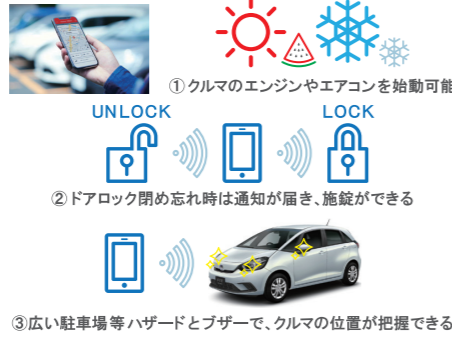 ①クルマのエンジンやエアコンを始動可能
UNLOCK LOCK
②ドアロック閉め忘れ時は通知が届き、施錠ができる
③広い駐車場等ハザードとブザーで、クルマの位置が把握できる